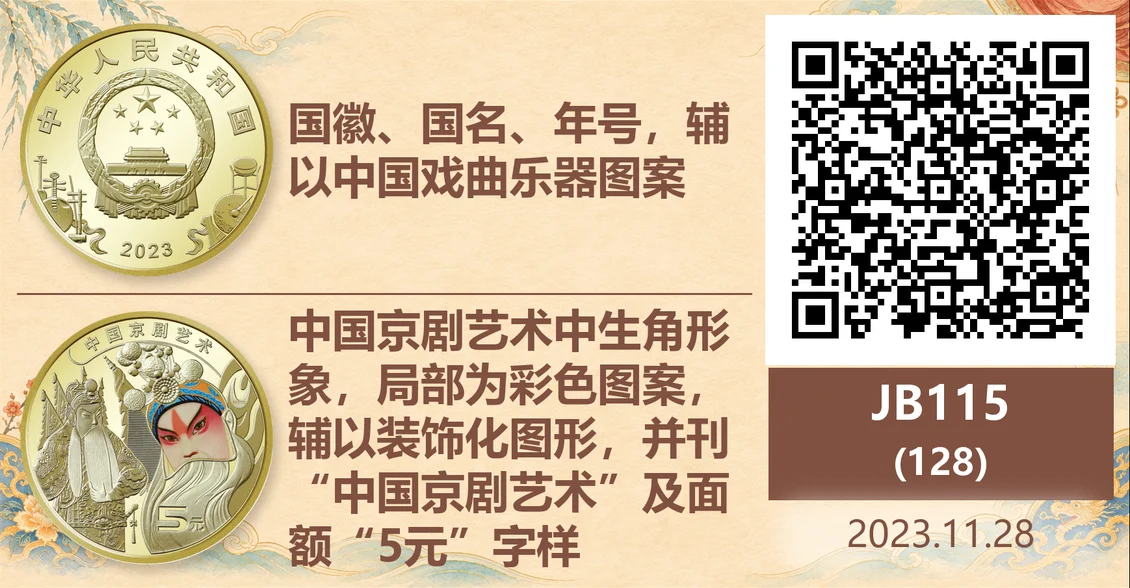 中华人民共和国
2023
国徽、国名、年号，辅
以中国戏曲乐器图案
中国京剧艺术
5元
中国京剧艺术中生角形
象，局部为彩色图案，
辅以装饰化图形，并刊
“中国京剧艺术”及面
额“5元”字样
JB115
(128)
2023.11.28